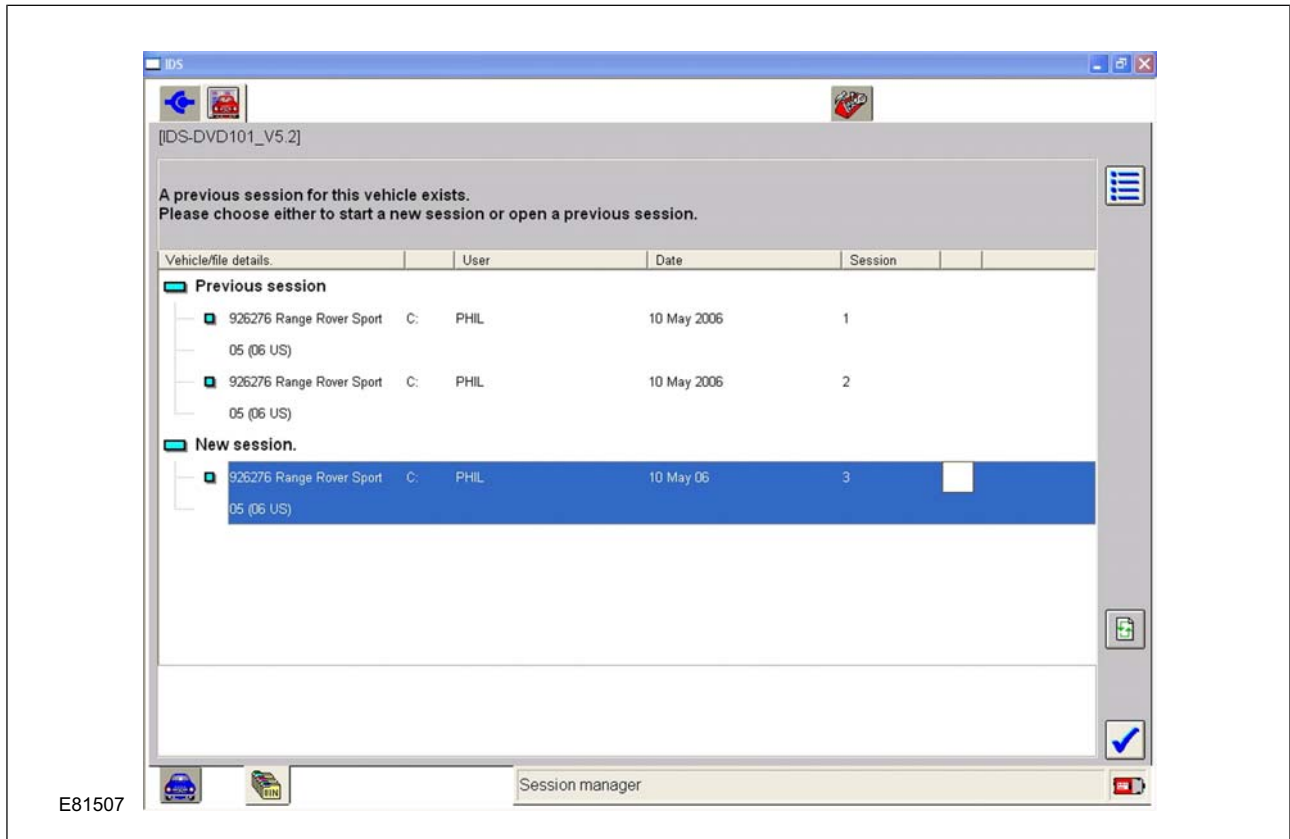 IDS
[IDS-DVD101_V5.2]
A previous session for this vehicle exists.
Please choose either to start a new session or open a previous session.
Vehicle/file details. User Date Session
Previous session
926276 Range Rover Sport C: PHIL 10 May 2006 1
05 (06 US)
926276 Range Rover Sport C: PHIL 10 May 2006 2
05 (06 US)
New session.
926276 Range Rover Sport C: PHIL 10 May 06 3
05 (06 US)
Session manager
E81507